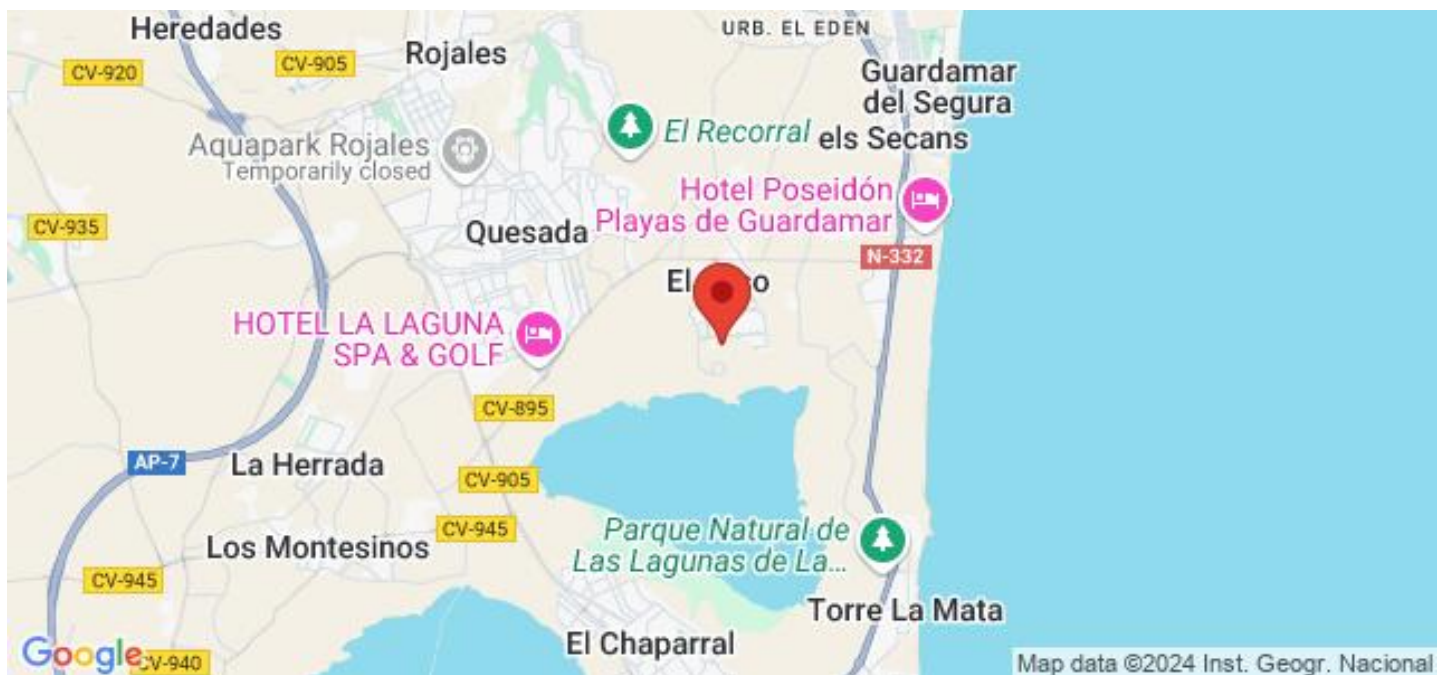 Heredades
Rojales
URB. EL EDEN
CV-920
CV-905
Guardamar
del Segura
Aquapark Rojales
Temporarily closed
El Recorral
els Secans
Hotel Poseidón
Playas de Guardamar
CV-935
Quesada
N-332
HOTEL LA LAGUNA
SPA & GOLF
CV-895
AP-7
La Herrada
CV-905
CV-945
Los Montesinos
Parque Natural de
Las Lagunas de La...
CV-945
Torre La Mata
El Chaparral
Google
CV-940
Map data ©2024 Inst. Geogr. Nacional